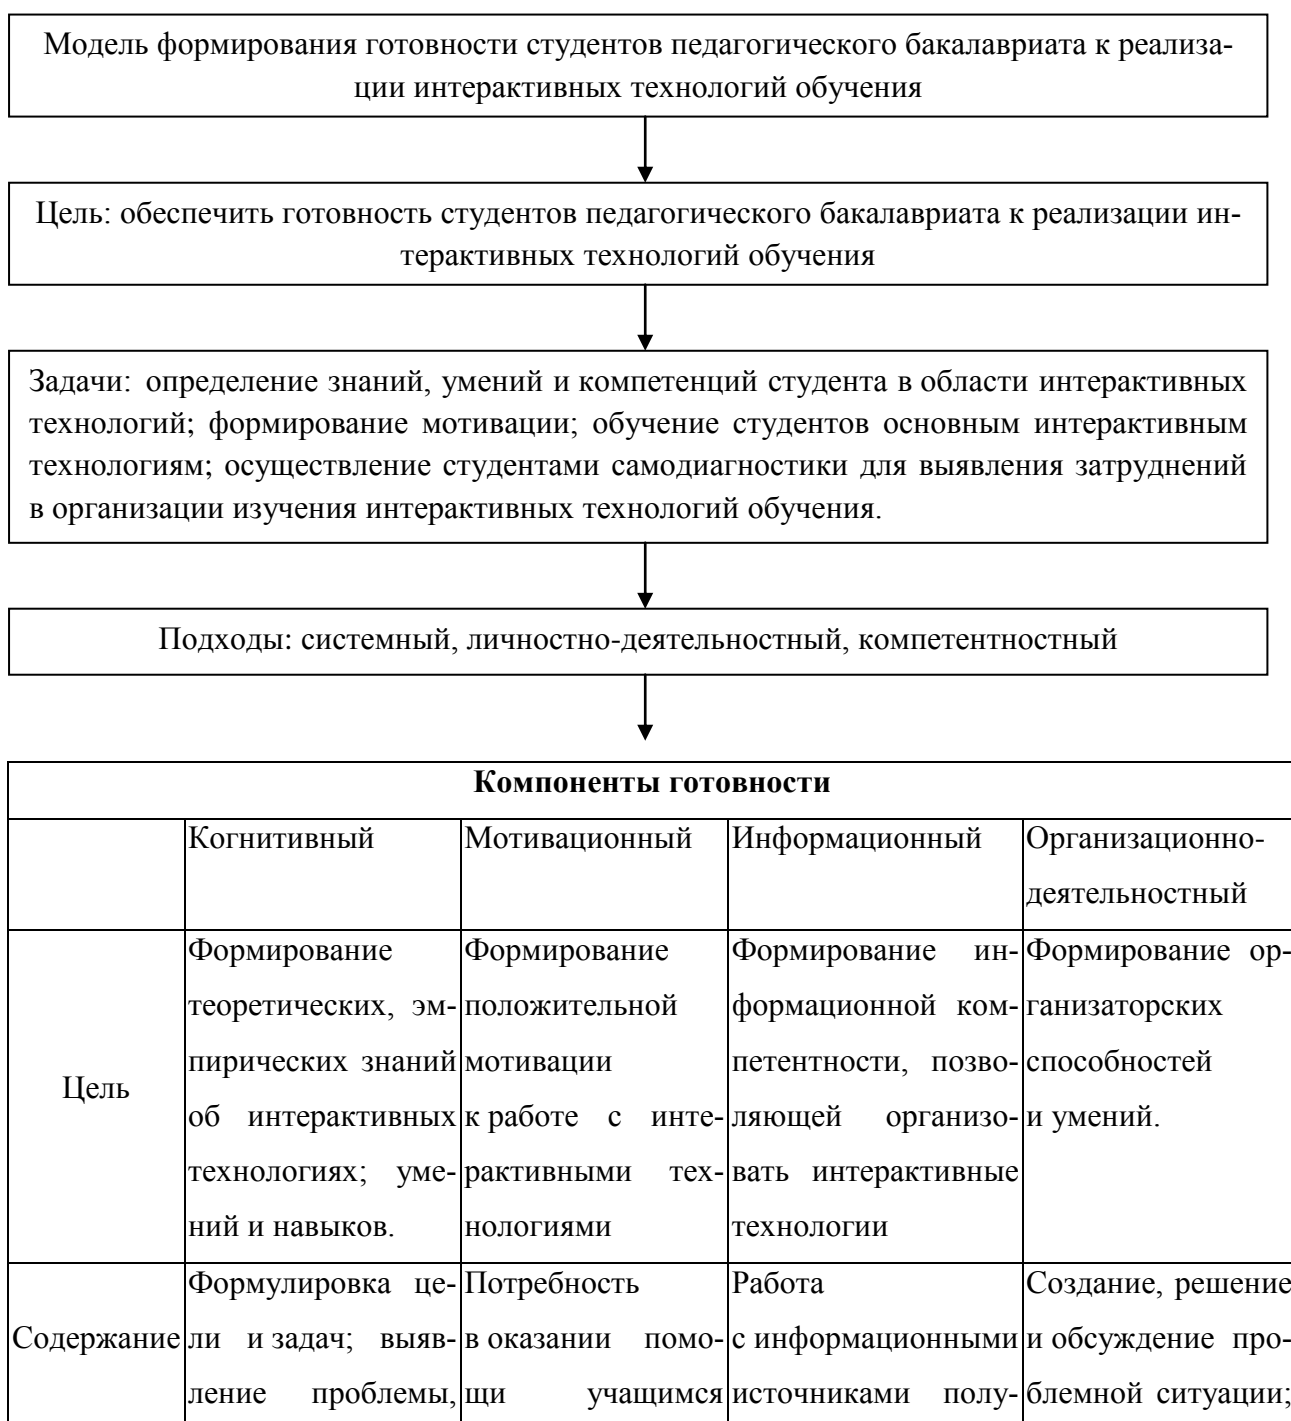 Модель формирования готовности студентов педагогического бакалавриата к реализа-
ции интерактивных технологий обучения
Цель: обеспечить готовность студентов педагогического бакалавриата к реализации ин-
терактивных технологий обучения
Задачи: определение знаний, умений и компетенций студента в области интерактивных
технологий; формирование мотивации; обучение студентов основным интерактивным
технологиям; осуществление студентами самодиагностики для выявления затруднений
в организации изучения интерактивных технологий обучения.
Подходы: системный, личностно-деятельностный, компетентностный
Компоненты готовности
Когнитивный
Мотивационный
Информационный
Организационно-
деятельностный
Цель
Формирование
теоретических, эм-
пирических знаний
об интерактивных
технологиях; уме-
ний и навыков.
Формирование
положительной
мотивации
к работе с инте-
рактивными тех-
нологиями
Формирование ин-
формационной ком-
петентности, позво-
ляющей организо-
вать интерактивные
технологии
Формирование ор-
ганизаторских
способностей
и умений.
Содержание
Формулировка це-
ли и задач; выяв-
ление проблемы,
Потребность
в оказании помо-
щи учащимся
Работа
с информационными
источниками полу-
Создание, решение
и обсуждение про-
блемной ситуации;